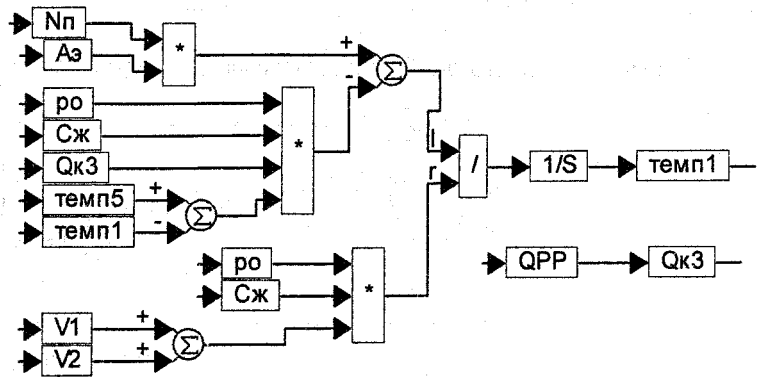 Nп
Aэ
*
+
-
Σ
ро
Сж
Qк3
темп5
темп1
*
+
-
Σ
l
r
/
1/S
темп1
ро
Сж
*
QPP
Qк3
V1
V2
+
+
Σ